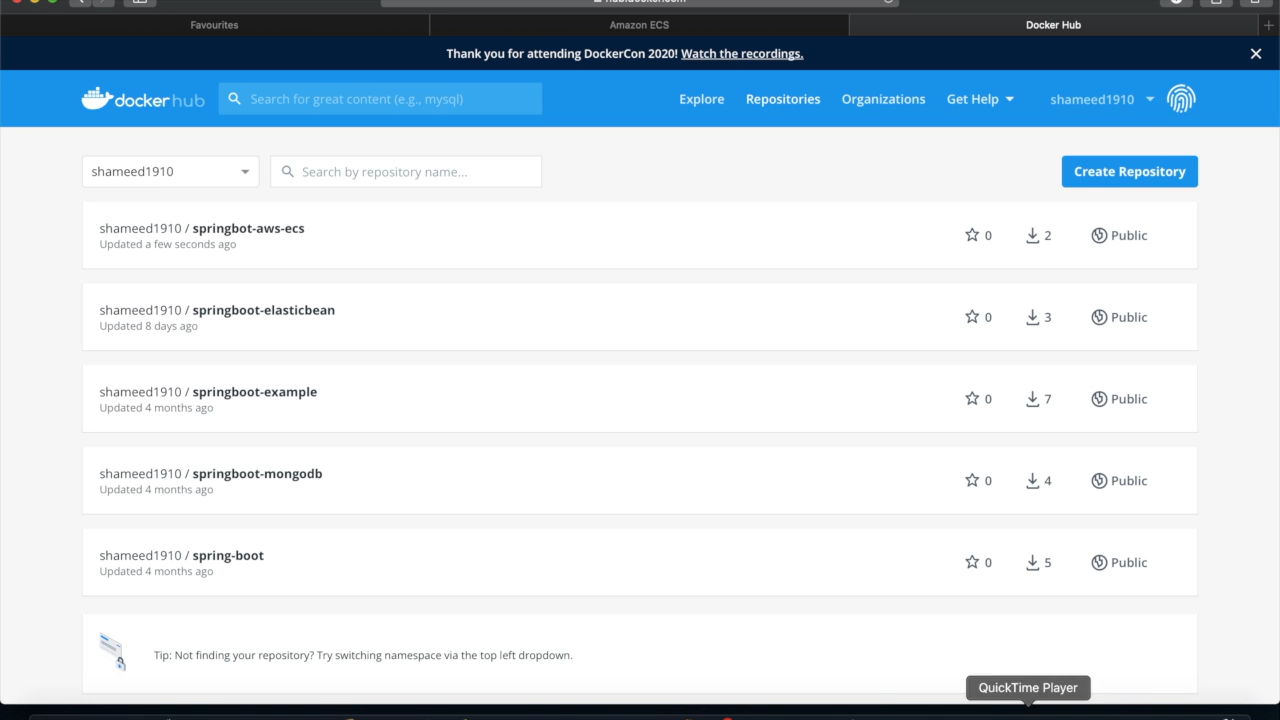 Favourites
Amazon ECS
Docker Hub
Thank you for attending DockerCon 2020! Watch the recordings.
dockerhub
Search for great content (e.g., mysql)
Explore
Repositories
Organizations
Get Help
shameed1910
shameed1910
Search by repository name...
Create Repository
shameed1910 / springbot-aws-ecs
Updated a few seconds ago
0
2
Public
shameed1910 / springboot-elasticbean
Updated 8 days ago
0
3
Public
shameed1910 / springboot-example
Updated 4 months ago
0
7
Public
shameed1910 / springboot-mongodb
Updated 4 months ago
0
4
Public
shameed1910 / spring-boot
Updated 4 months ago
0
5
Public
Tip: Not finding your repository? Try switching namespace via the top left dropdown.
QuickTime Player